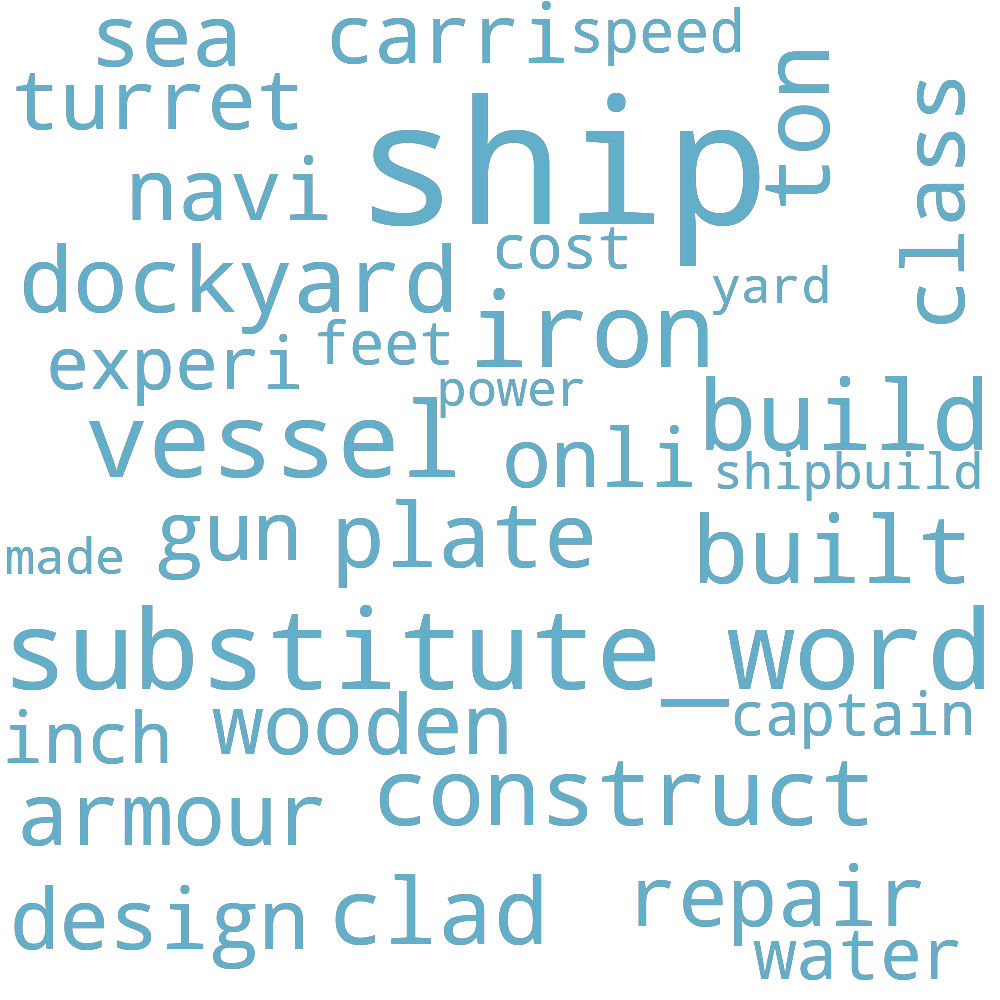 sea
carri
speed
turret
ton
ship
class
navi
cost
dockyard
yard
iron
feet
experi
power
build
vessel
onli
shipbuild
gun
plate
built
made
substitute_word
captain
wooden
inch
construct
armour
repair
design
clad
water